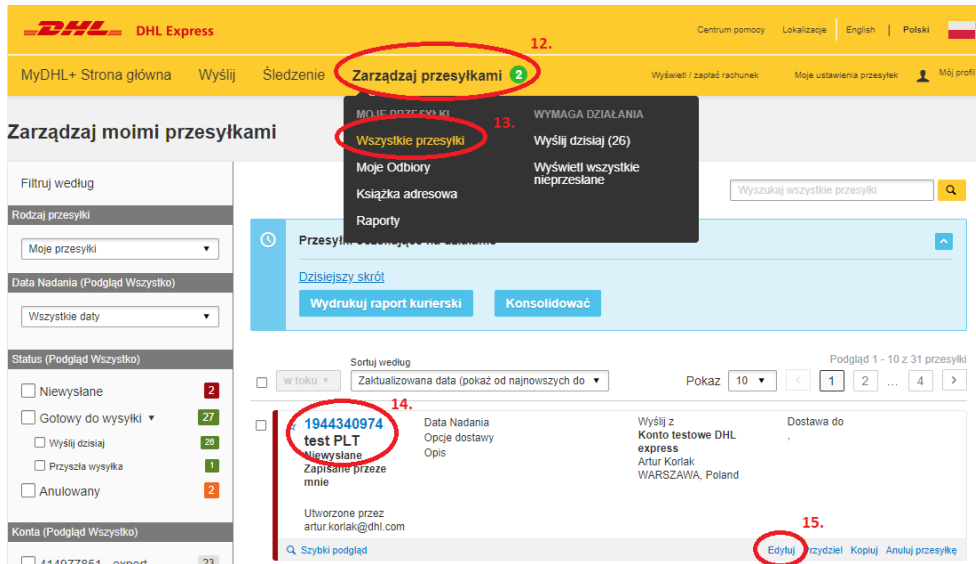 DHL DHL Express
12.
Centrum pomocy Lokalizacje English | Polski
MyDHL+ Strona główna Wyślij Śledzenie Zarządzaj przesyłkami 2 Wyświetl / zapłać rachunek Moje ustawienia przesyłek Mój profil
Zarządzaj moimi przesyłkami
MOJE PRZESYŁKI
13.
WYMAGA DZIAŁANIA
Wszystkie przesyłki
Wyślij dzisiaj (26)
Moje Odbiory
Wyświetl wszystkie
nieprzesłane
Książka adresowa
Raporty
Filtruj według
Wyszukaj wszystkie przesyłki
Rodzaj przesyłki
Moje przesyłki
Data Nadania (Podgląd Wszystko)
Wszystkie daty
Status (Podgląd Wszystko)
Niewysłane 2
Gotowy do wysyłki 27
Wyślij dzisiaj 26
Przyszła wysyłka 1
Anulowany 2
Konta (Podgląd Wszystko)
Dzisiejszy skrót
Wydrukuj raport kurierski Konsolidować
Sortuj według
Podgląd 1 - 10 z 31 przesyłki
w toku Zaktualizowana data (pokaż od najnowszych do
Pokaz 10 < 1 2 ... 4 >
14.
1944340974
test PLT
Niewysłane
Zapisane przeze
mnie
Utworzone przez
artur.korlak@dhl.com
Data Nadania
Opcje dostawy
Opis
Wyślij z
Konto testowe DHL
express
Artur Korlak
WARSZAWA, Poland
Dostawa do
,
15.
Szybki podgląd
Edytuj Przydziel Kopiuj Anuluj przesyłkę